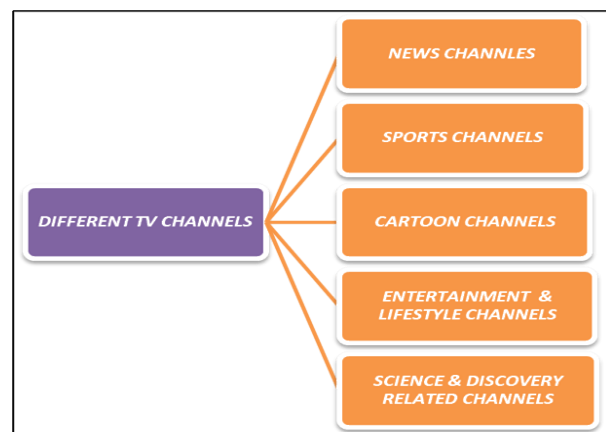 NEWS CHANNLES
SPORTS CHANNELS
DIFFERENT TV CHANNELS
CARTOON CHANNELS
ENTERTAINMENT &
LIFESTYLE CHANNELS
SCIENCE & DISCOVERY
RELATED CHANNELS